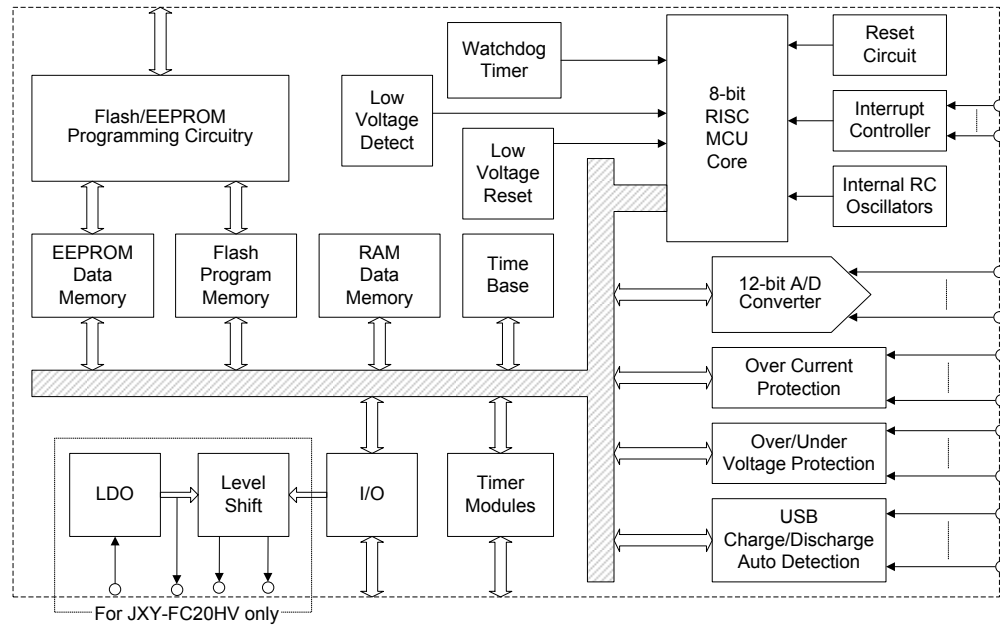 Watchdog
Timer
Reset
Circuit
Flash/EEPROM
Programming Circuitry
Low
Voltage
Detect
8-bit
RISC
MCU
Core
Interrupt
Controller
Low
Voltage
Reset
Internal RC
Oscillators
EEPROM
Data
Memory
Flash
Program
Memory
RAM
Data
Memory
Time
Base
12-bit A/D
Converter
Over Current
Protection
Over/Under
Voltage Protection
LDO
Level
Shift
I/O
Timer
Modules
USB
Charge/Discharge
Auto Detection
For JXY-FC20HV only